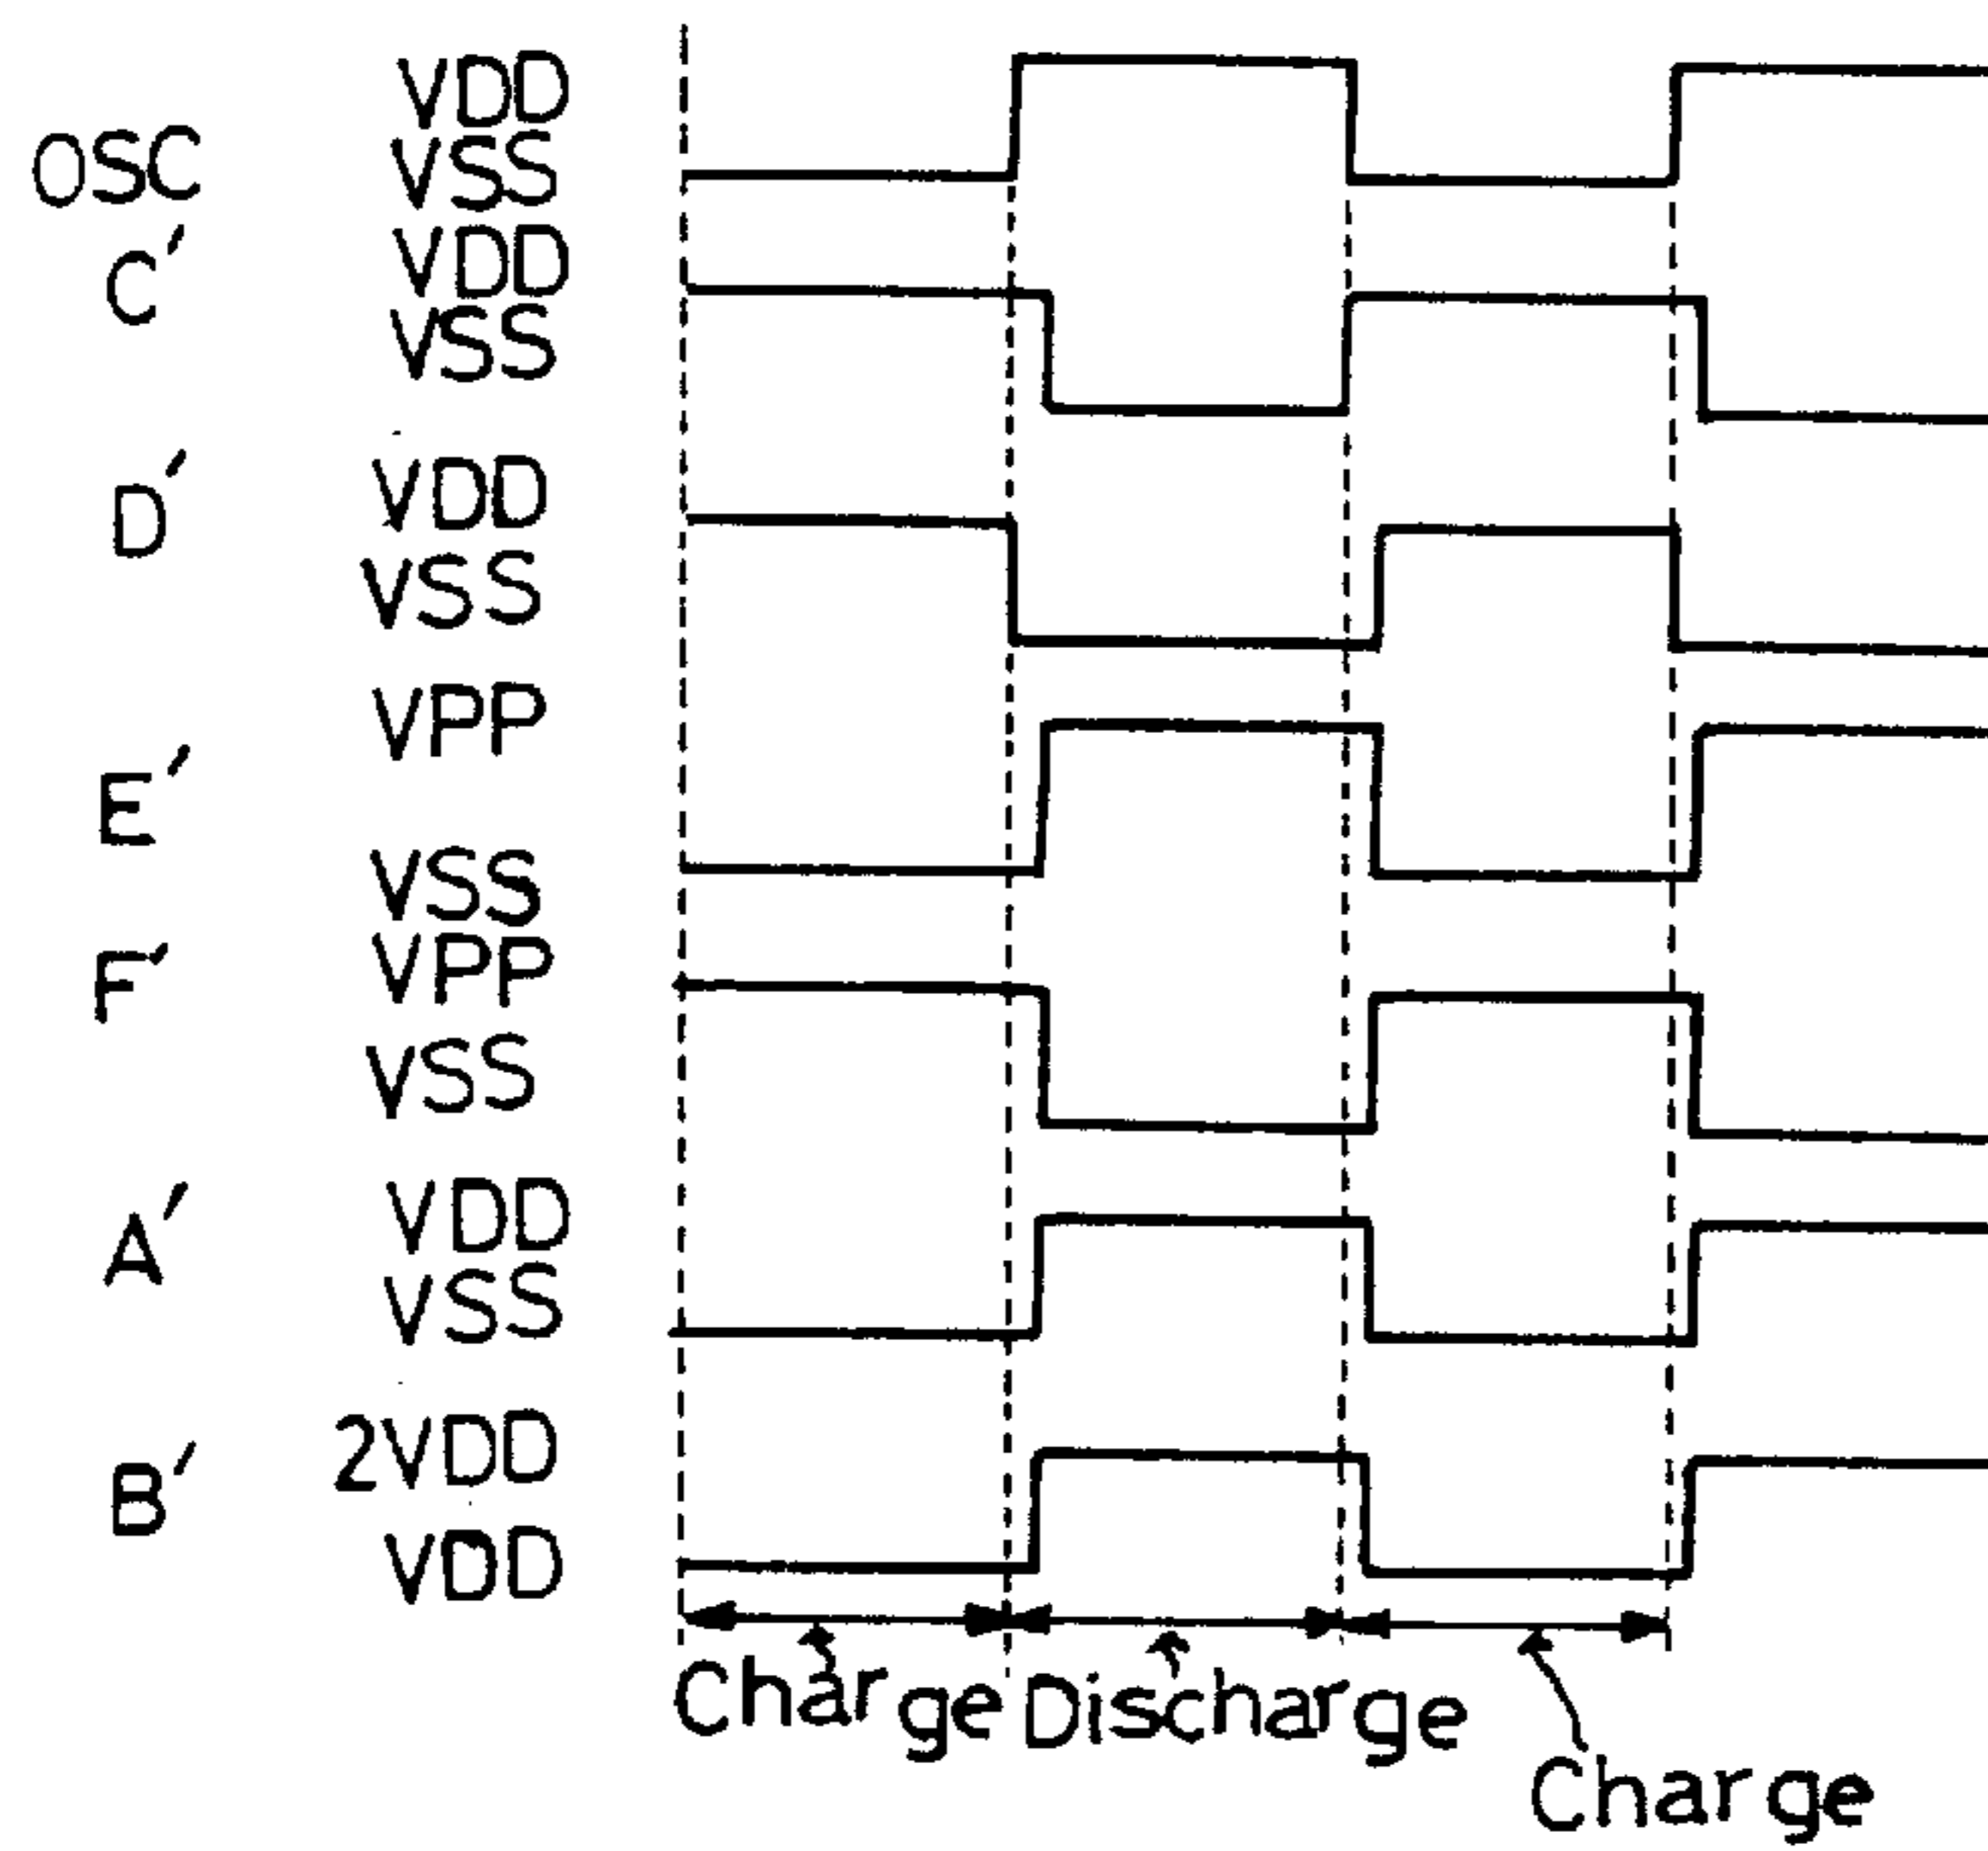 VDD
OSC VSS
C′ VDD
VSS
D′ VDD
VSS
VPP
E′
VSS
F′ VPP
VSS
A′ VDD
VSS
2VDD
B′
VDD
Charge Discharge
Charge